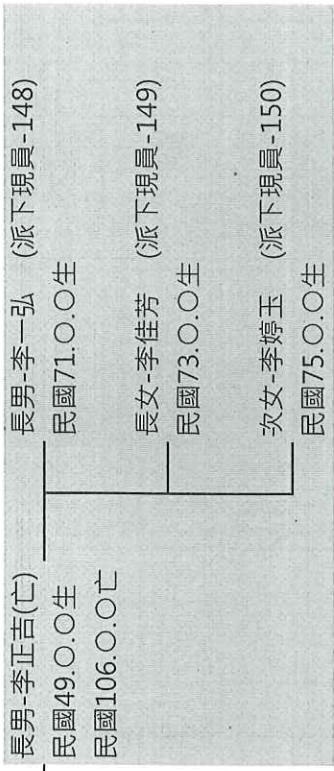 長男-李正吉(亡)
民國49.○.○生
民國106.○.○亡
長男-李一弘 (派下現員-148)
民國71.○.○生
長女-李佳芳 (派下現員-149)
民國73.○.○生
次女-李婷玉 (派下現員-150)
民國75.○.○生